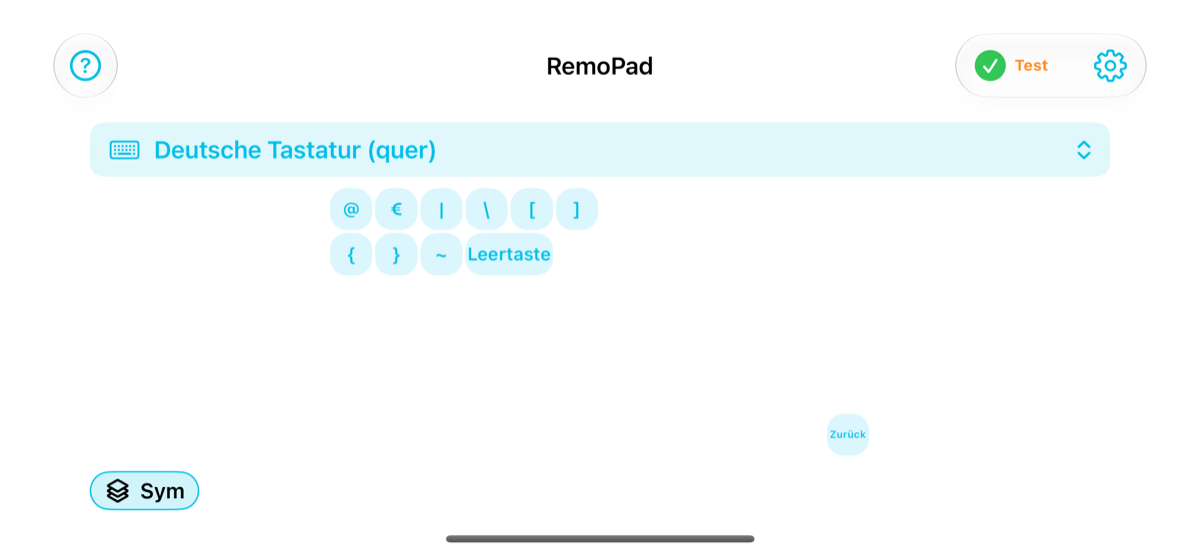 ?
RemoPad
Test
Deutsche Tastatur (quer)
@ € | \ [ ]
{ } ~ Leertaste
Zurück
Sym